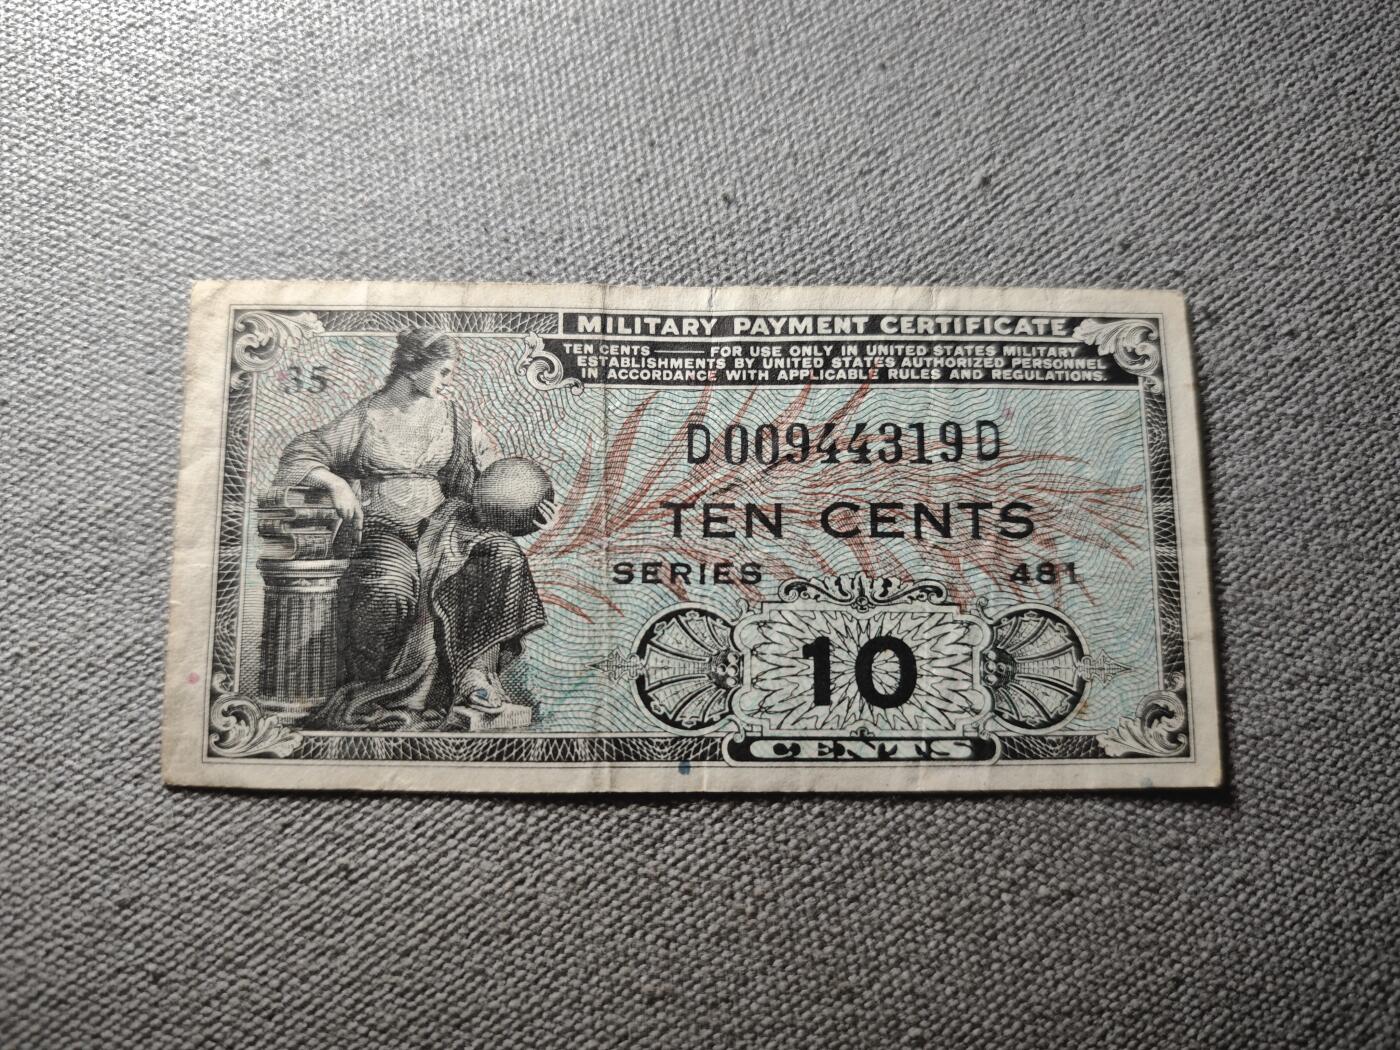 MILITARY PAYMENT CERTIFICATE
TEN CENTS FOR USE ONLY IN UNITED STATES MILITARY
ESTABLISHMENTS BY UNITED STATES AUTHORIZED PERSONNEL
IN ACCORDANCE WITH APPLICABLE RULES AND REGULATIONS.
35
D00944319D
TEN CENTS
SERIES 481
10
CENTS